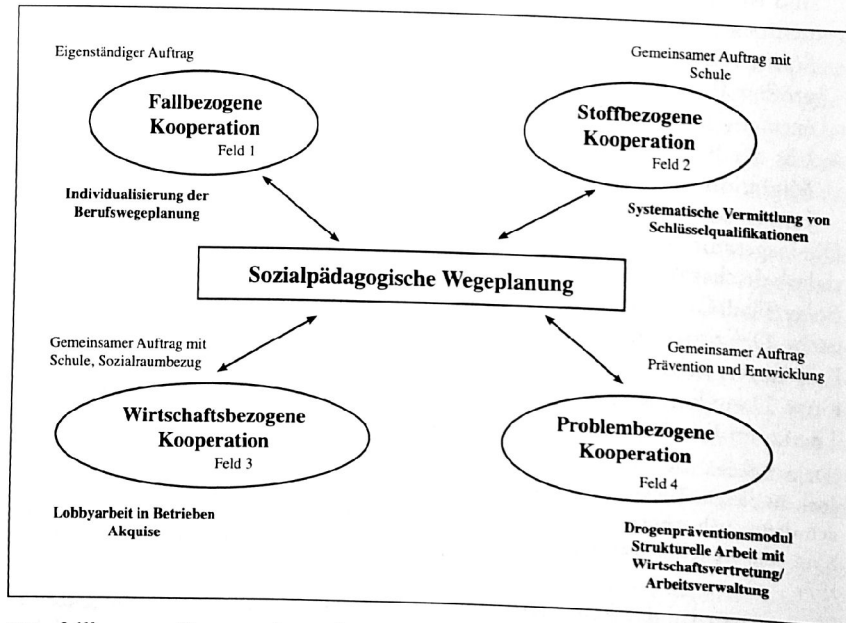 Eigenständiger Auftrag
Fallbezogene
Kooperation
Feld 1
Individualisierung der
Berufswegeplanung
Gemeinsamer Auftrag mit
Schule
Stoffbezogene
Kooperation
Feld 2
Systematische Vermittlung von
Schlüsselqualifikationen
Sozialpädagogische Wegeplanung
Gemeinsamer Auftrag mit
Schule, Sozialraumbezug
Wirtschaftsbezogene
Kooperation
Feld 3
Lobbyarbeit in Betrieben
Akquise
Gemeinsamer Auftrag
Prävention und Entwicklung
Problembezogene
Kooperation
Feld 4
Drogenpräventionsmodul
Strukturelle Arbeit mit
Wirtschaftsvertretung/
Arbeitsverwaltung